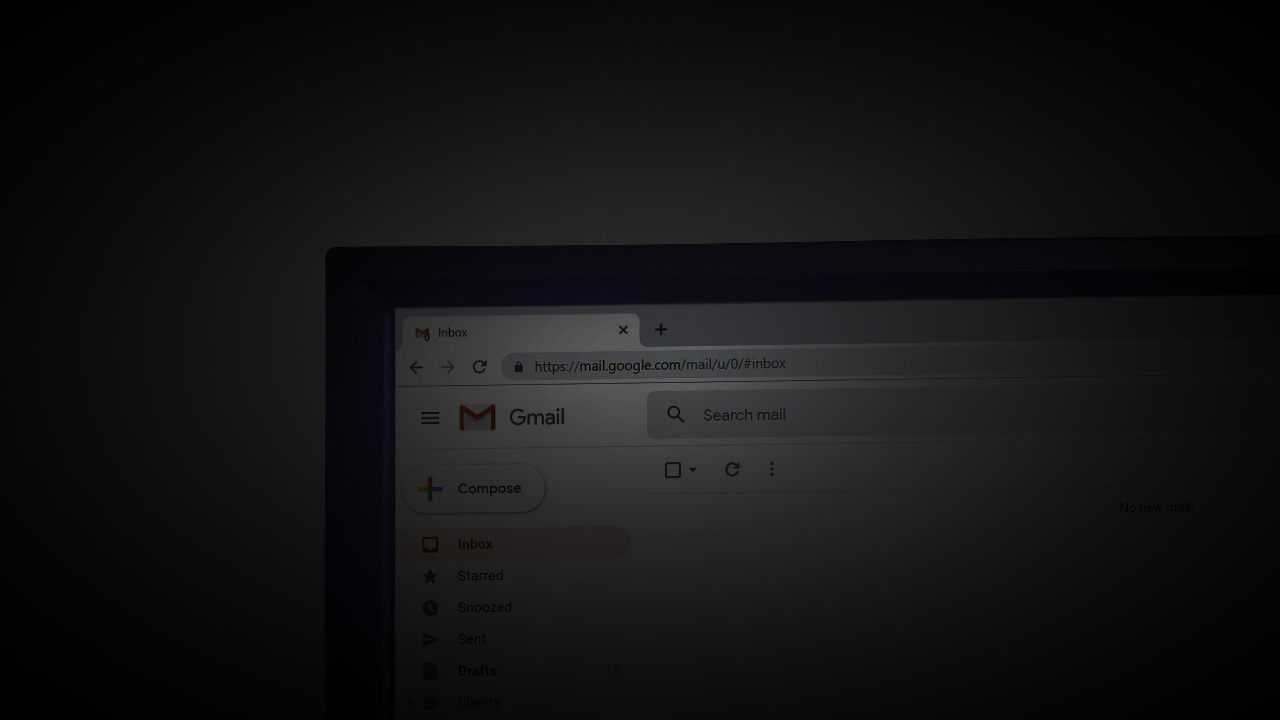 Inbox
https://mail.google.com/mail/u/0/#inbox
Gmail
Search mail
Compose
No new mail!
Inbox
Starred
Snoozed
Sent
Drafts 15
Clients